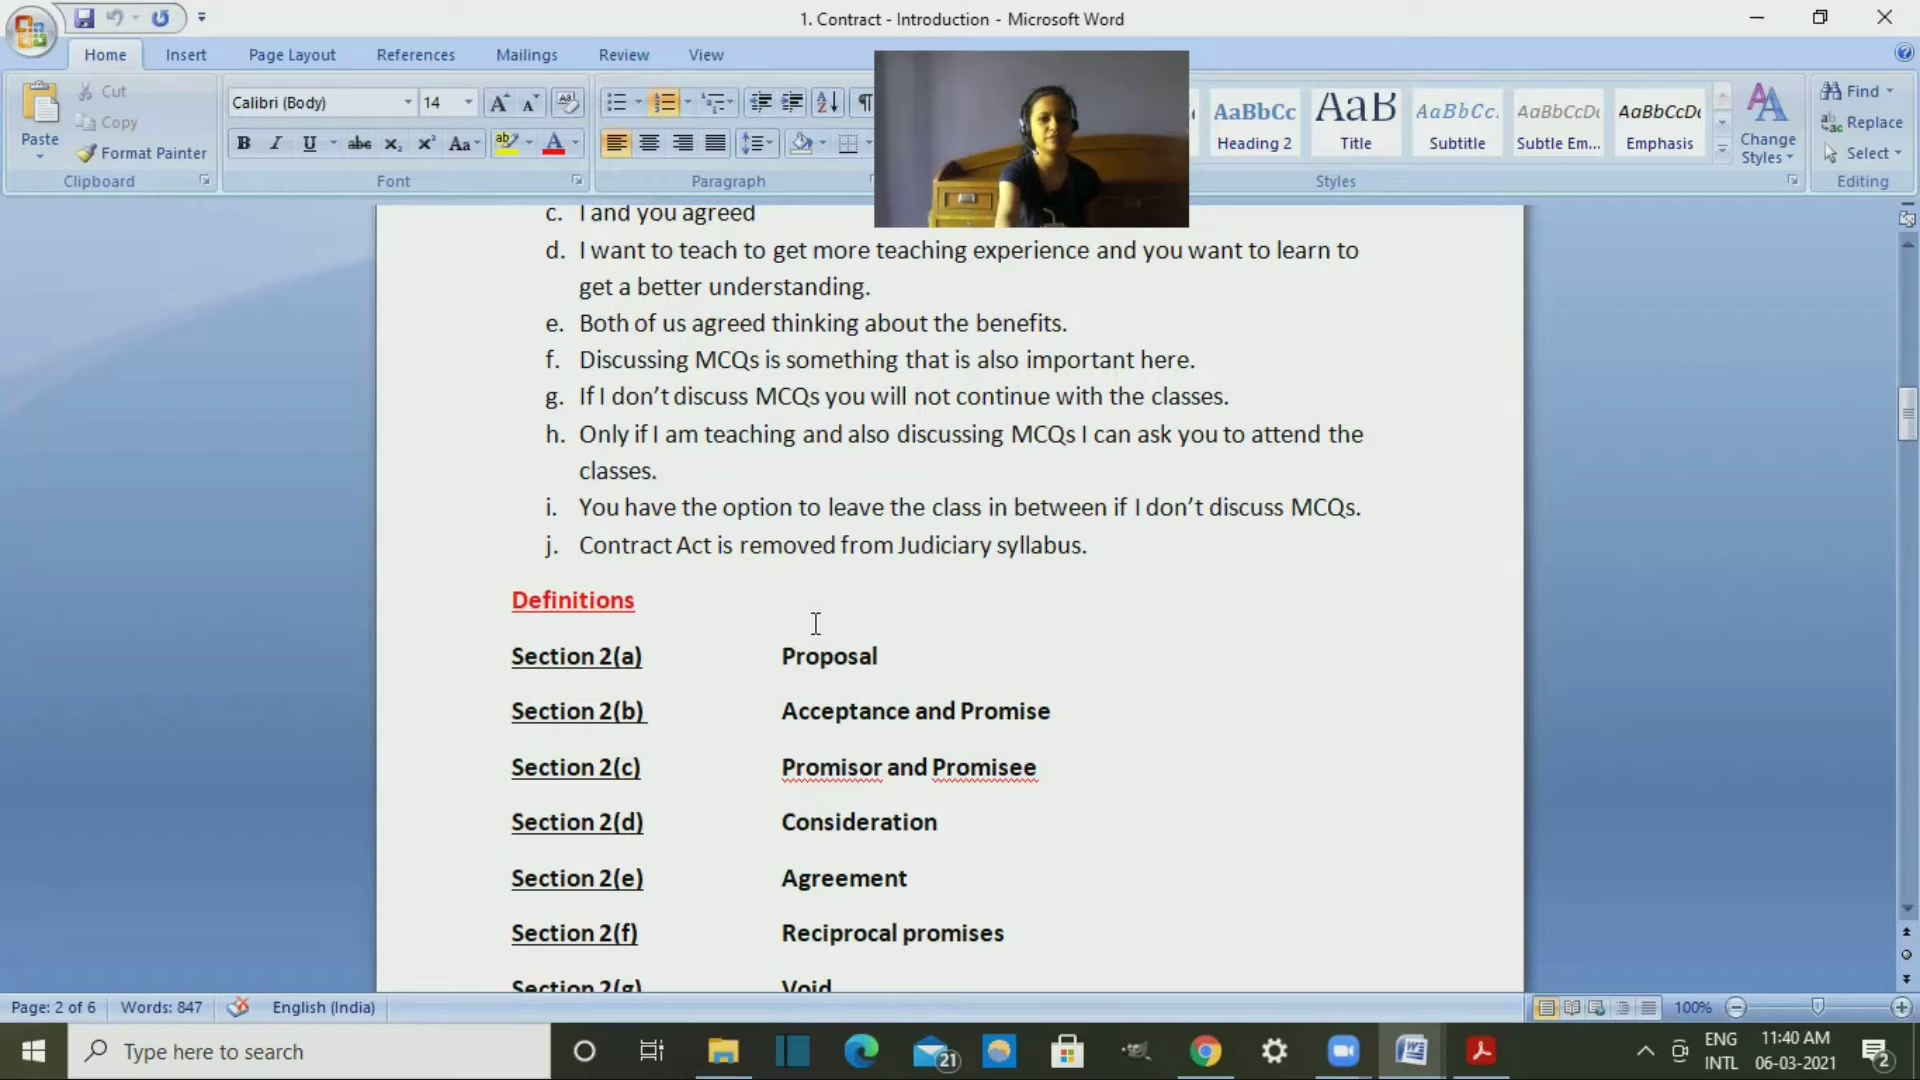 1. Contract - Introduction - Microsoft Word
Home Insert Page Layout References Mailings Review View
Paste
Cut
Copy
Format Painter
Clipboard
Calibri (Body) 14
Font
Paragraph
AaBbCc AaB AaBbCc. AaBbCcDc AaBbCcDc
Heading 2 Title Subtitle Subtle Em... Emphasis
Change Styles
Styles
Find
Replace
Select
Editing
c. I and you agreed
d. I want to teach to get more teaching experience and you want to learn to
get a better understanding.
e. Both of us agreed thinking about the benefits.
f. Discussing MCQs is something that is also important here.
g. If I don’t discuss MCQs you will not continue with the classes.
h. Only if I am teaching and also discussing MCQs I can ask you to attend the
classes.
i. You have the option to leave the class in between if I don’t discuss MCQs.
j. Contract Act is removed from Judiciary syllabus.
Definitions
Section 2(a) Proposal
Section 2(b) Acceptance and Promise
Section 2(c) Promisor and Promisee
Section 2(d) Consideration
Section 2(e) Agreement
Section 2(f) Reciprocal promises
Section 2(g) Void
Page: 2 of 6 Words: 847 English (India) 100%
Type here to search
21
ENG
INTL
11:40 AM
06-03-2021
2